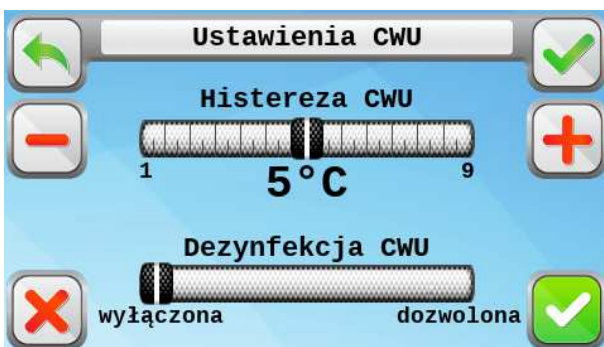 Ustawienia CWU
Histereza CWU
1 9
5°C
Dezynfekcja CWU
wyłączona dozwolona